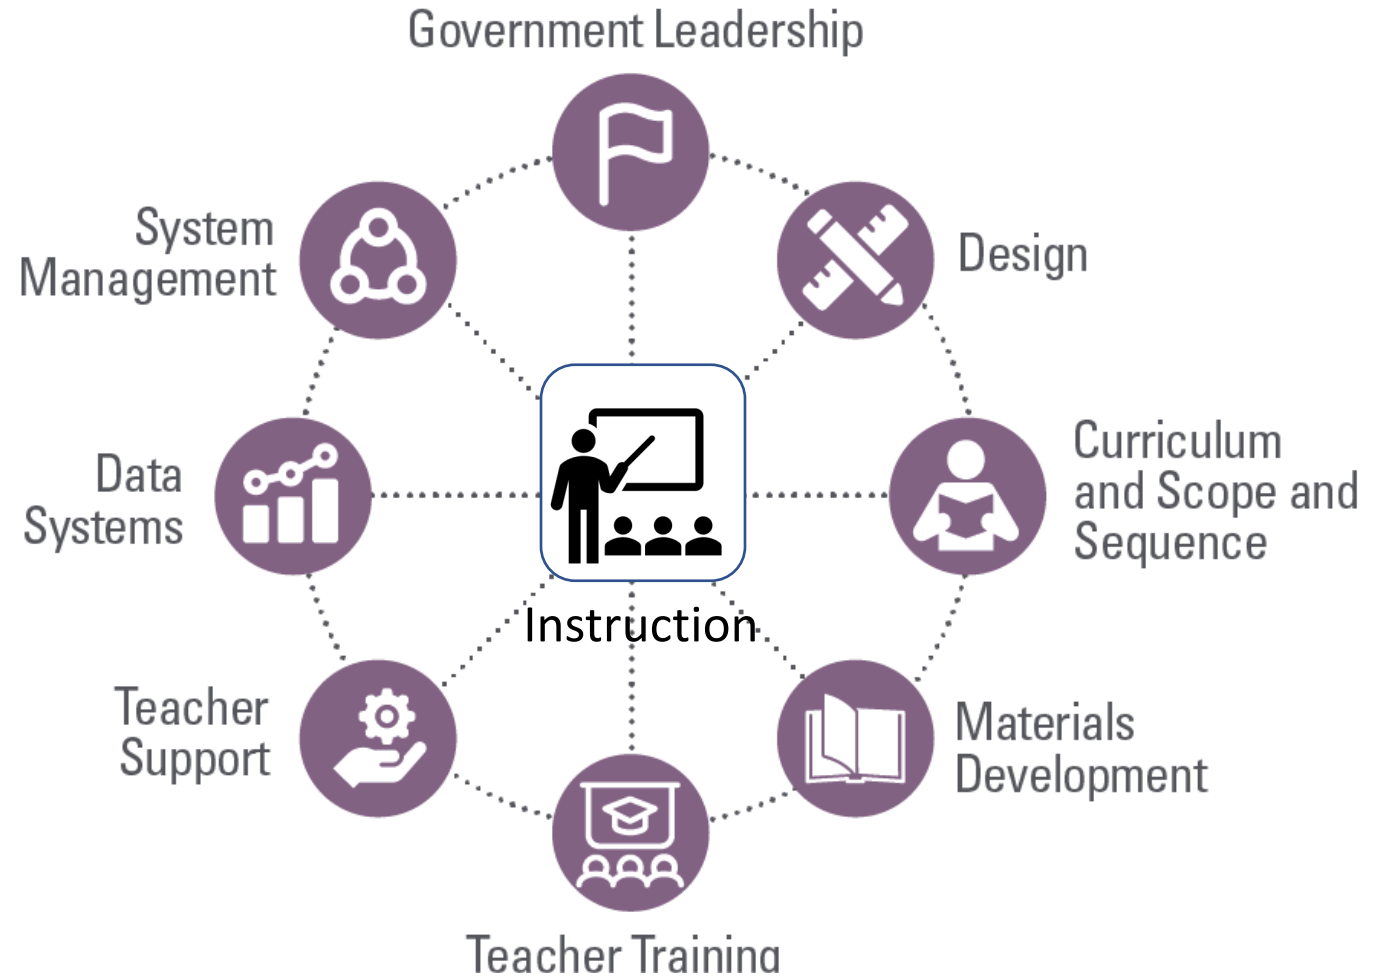 Government Leadership
System
Management
Design
Data
Systems
Curriculum
and Scope and
Sequence
Instruction
Teacher
Support
Materials
Development
Teacher Training